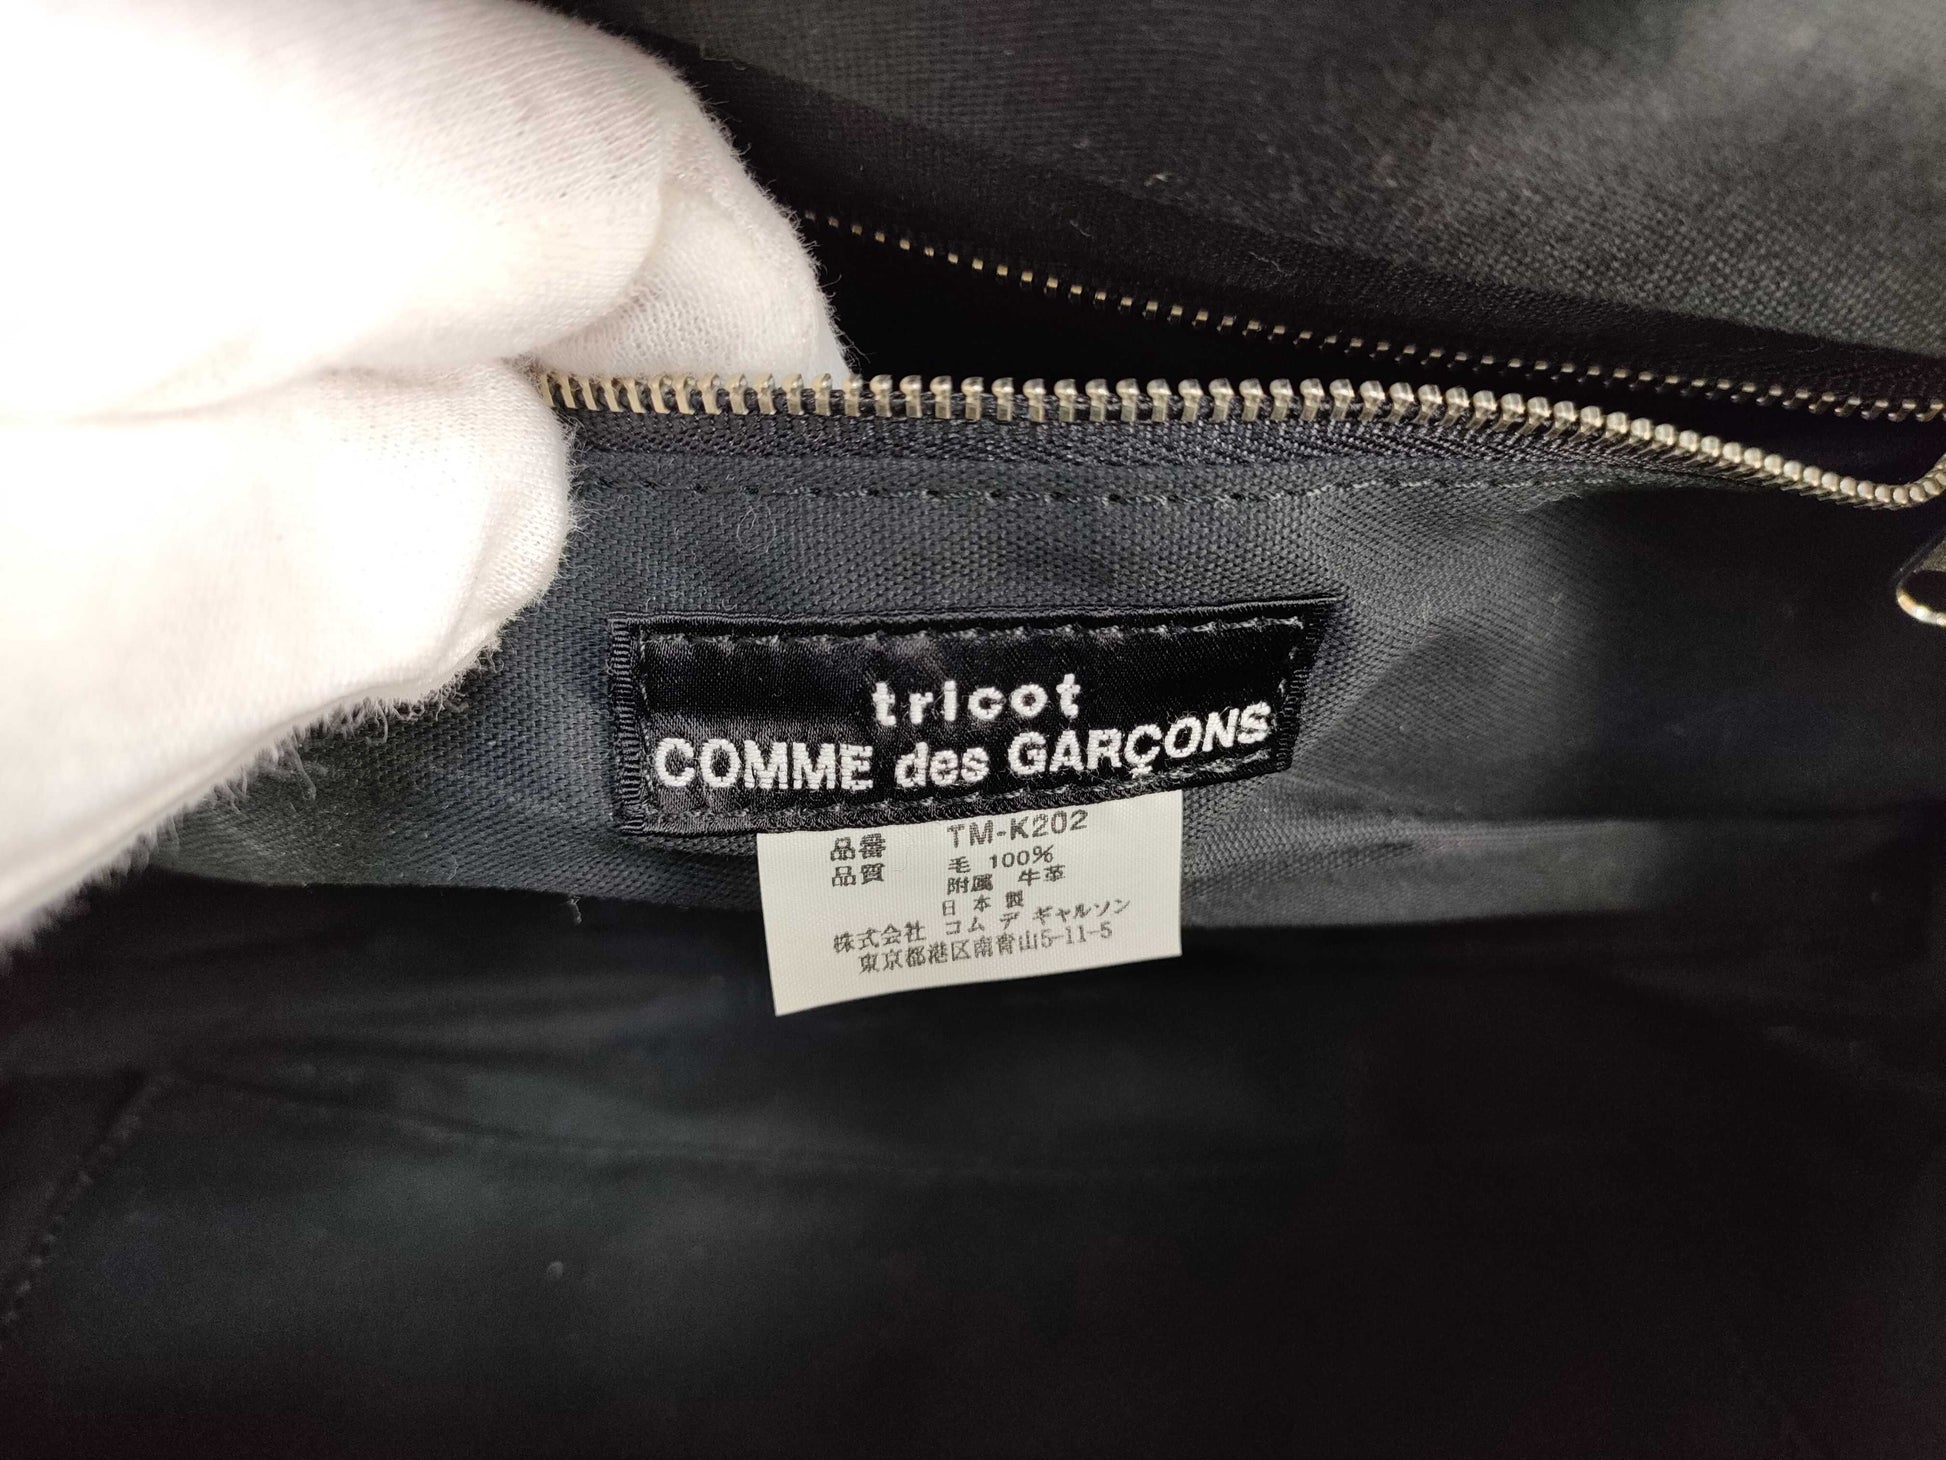 tricot
COMME des GARÇONS
品番 TM-K202
品質 毛 100%
附属 牛革
日本製
株式会社 コム デ ギャルソン
東京都港区南青山5-11-5